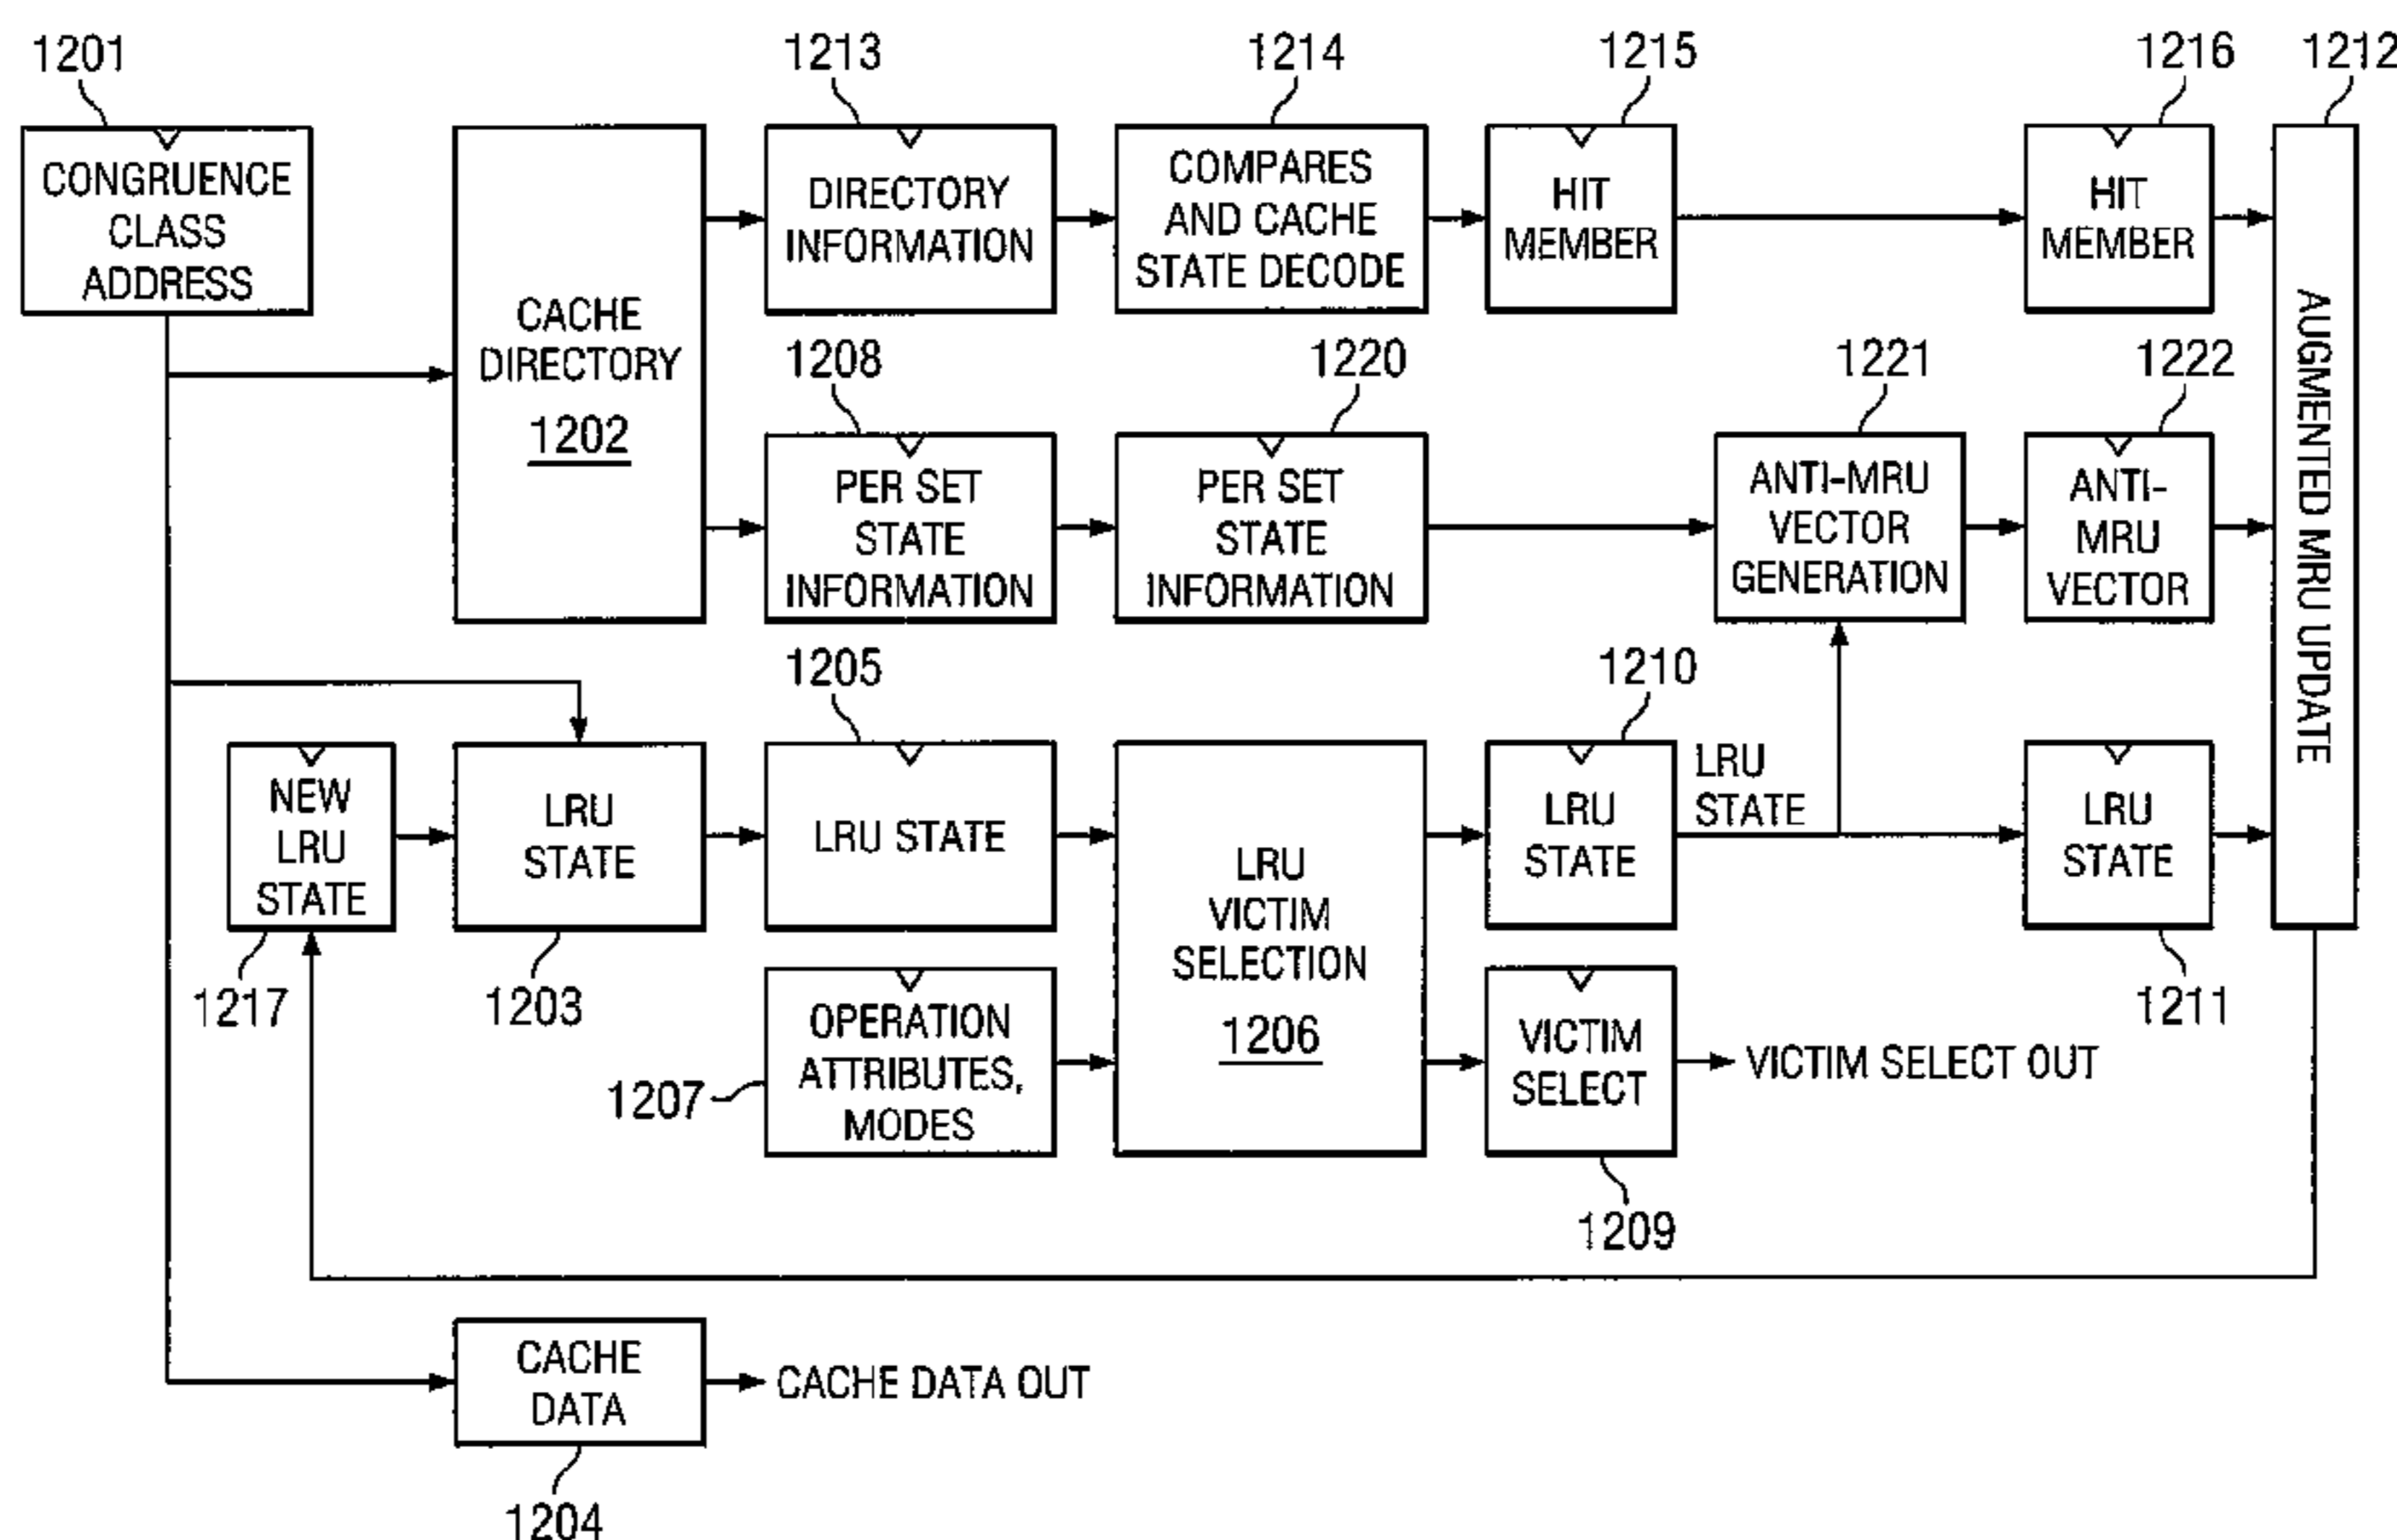 1201
1213
1214
1215
1216
1212
CONGRUENCE
CLASS
ADDRESS
CACHE
DIRECTORY
1202
DIRECTORY
INFORMATION
COMPARES
AND CACHE
STATE DECODE
HIT
MEMBER
HIT
MEMBER
AUGMENTED MRU UPDATE
1208
1220
1221
1222
PER SET
STATE
INFORMATION
PER SET
STATE
INFORMATION
ANTI-MRU
VECTOR
GENERATION
ANTI-
MRU
VECTOR
1205
1210
NEW
LRU
STATE
LRU
STATE
LRU STATE
LRU
VICTIM
SELECTION
1206
LRU
STATE
LRU
STATE
LRU
STATE
1217
1203
1211
1207
OPERATION
ATTRIBUTES,
MODES
VICTIM
SELECT
VICTIM SELECT OUT
1209
CACHE
DATA
CACHE DATA OUT
1204